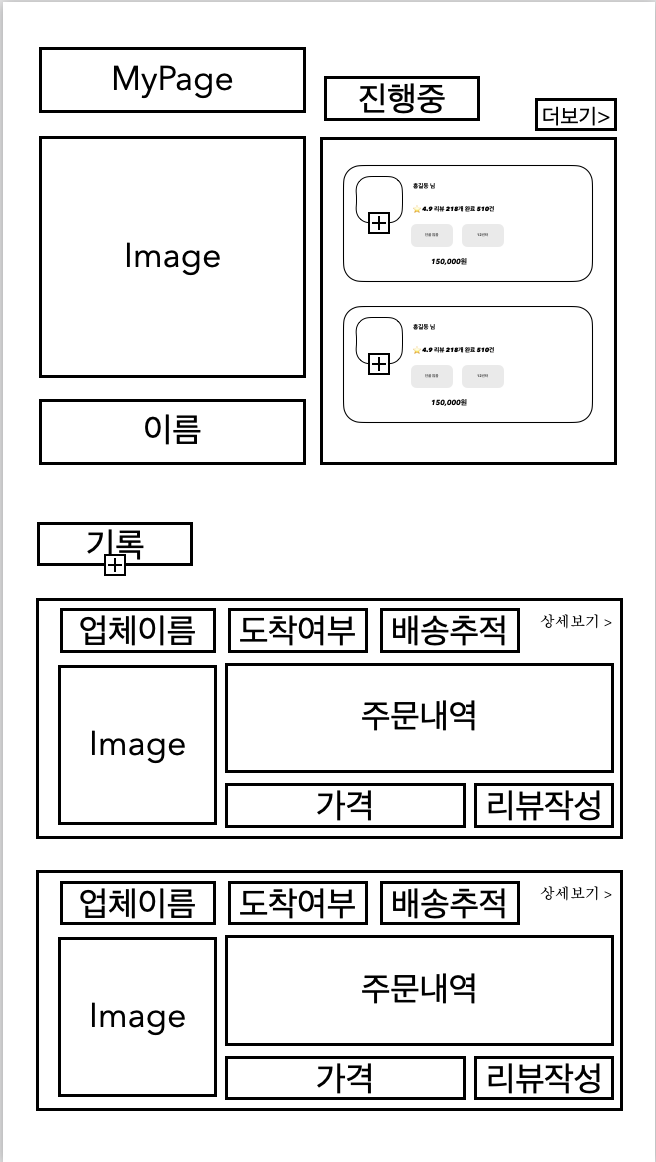 MyPage
Image
이름
진행중
더보기>
홍길동 님
⭐4.9 리뷰 218개 완료 510건
150,000원
홍길동 님
⭐4.9 리뷰 218개 완료 510건
150,000원
기록
업체이름 도착여부 배송추적 상세보기 >
Image
주문내역
가격 리뷰작성
업체이름 도착여부 배송추적 상세보기 >
Image
주문내역
가격 리뷰작성